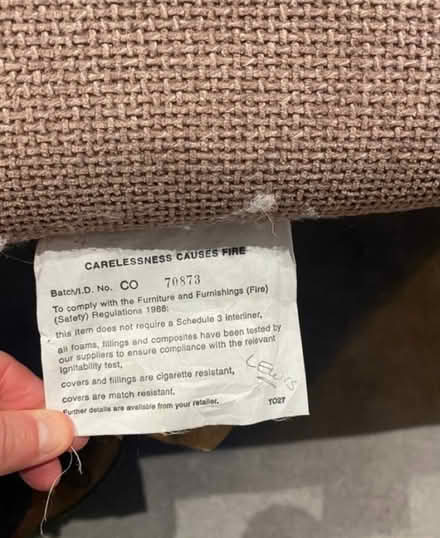 CARELESSNESS CAUSES FIRE
Batch/I.D. No. CO 70873
To comply with the Furniture and Furnishings (Fire)
(Safety) Regulations 1988:
this item does not require a Schedule 3 interliner,
all foams, fillings and composites have been tested by
our suppliers to ensure compliance with the relevant
ignitability test,
covers and fillings are cigarette resistant,
covers are match resistant.
LEWIS
Further details are available from your retailer. TO27